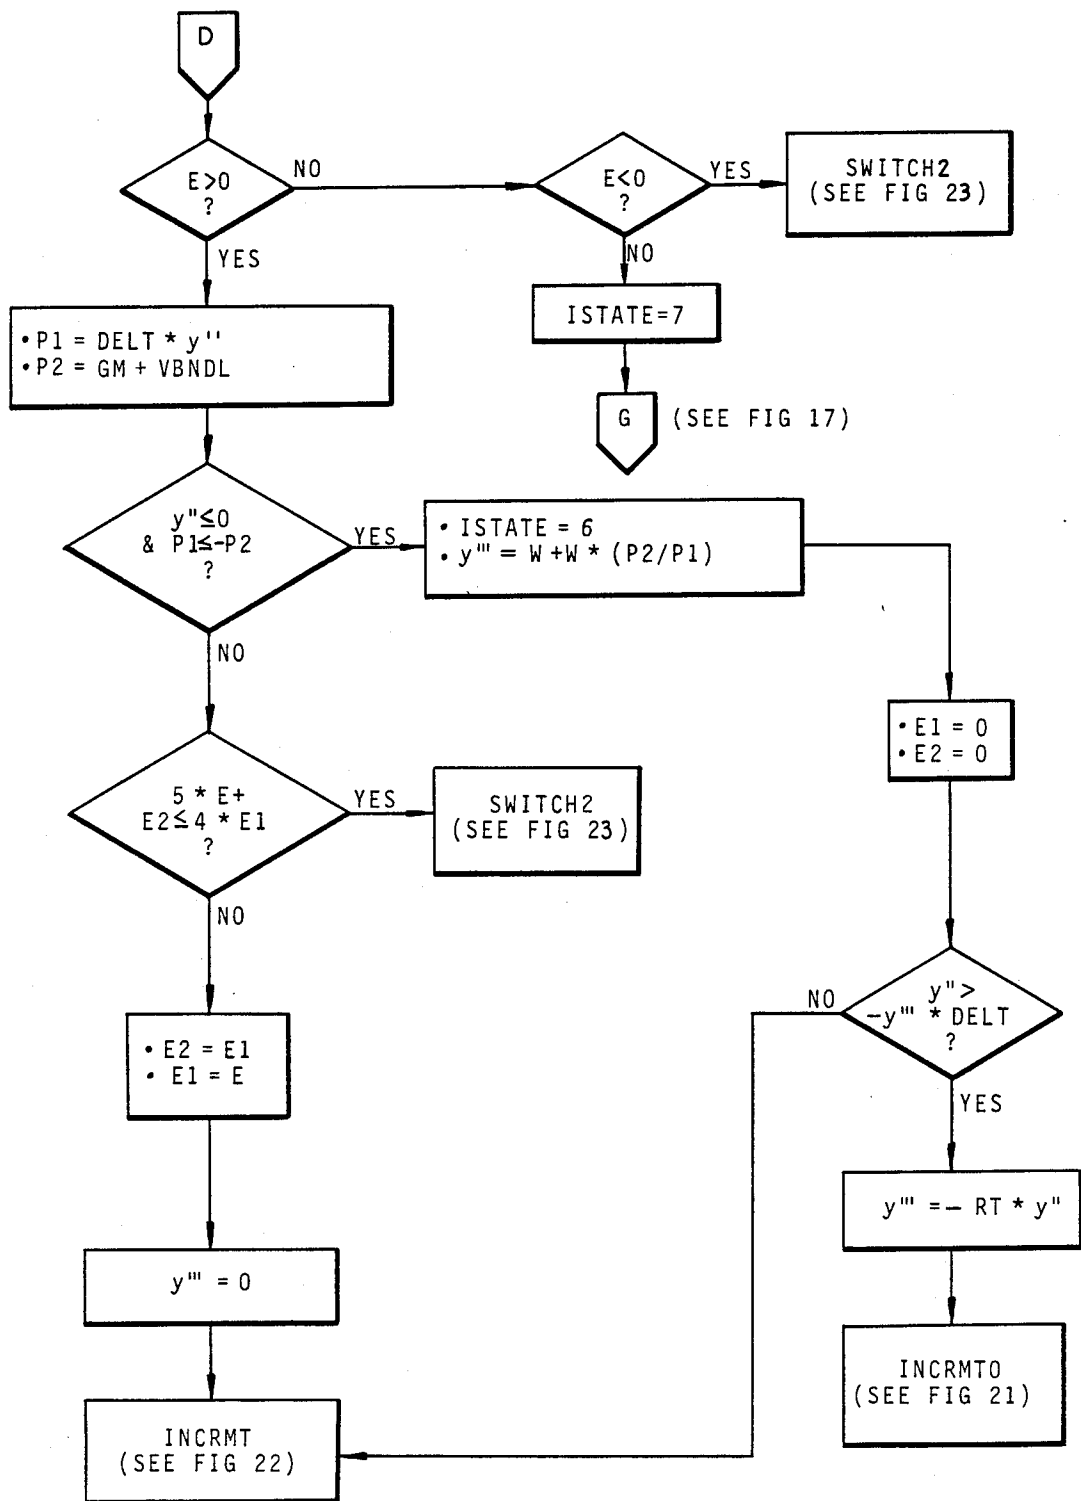 D
E>0
?
NO
YES
E<0
?
YES
NO
SWITCH2
(SEE FIG 23)
ISTATE=7
G
(SEE FIG 17)
• P1 = DELT * y''
• P2 = GM + VBNDL
y''≤0
& P1≤-P2
?
YES
NO
• ISTATE = 6
• y''' = W + W * (P2/P1)
• E1 = 0
• E2 = 0
5 * E+
E2≤4 * E1
?
YES
NO
SWITCH2
(SEE FIG 23)
y'' >
-y''' * DELT
?
NO
YES
• E2 = E1
• E1 = E
y''' = - RT * y''
y''' = 0
INCRMTO
(SEE FIG 21)
INCRMT
(SEE FIG 22)